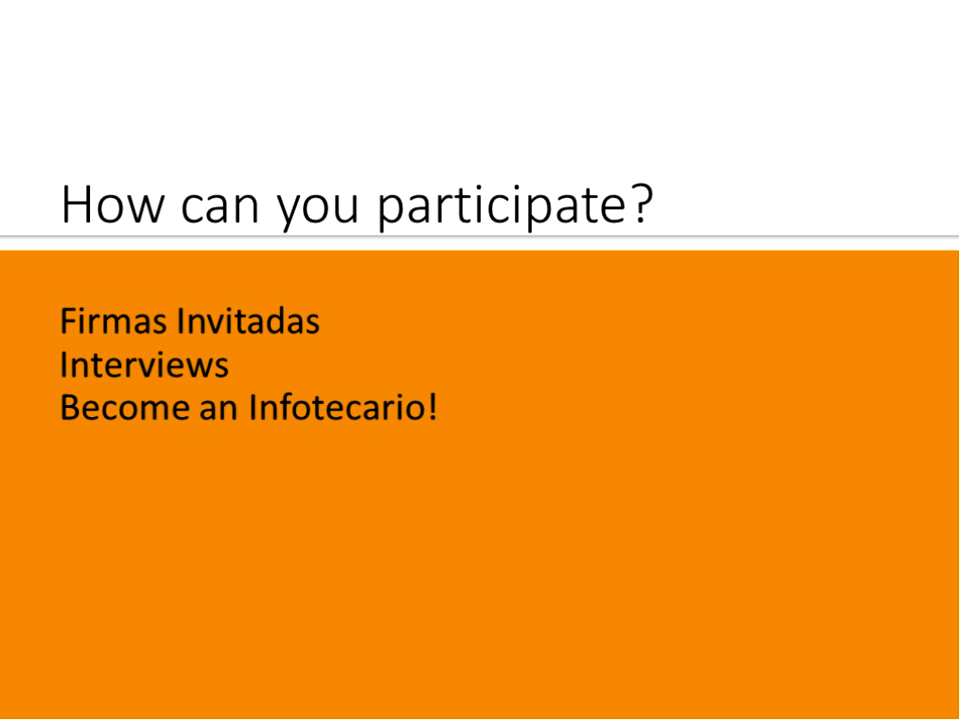 How can you participate?
Firmas Invitadas
Interviews
Become an Infotecario!